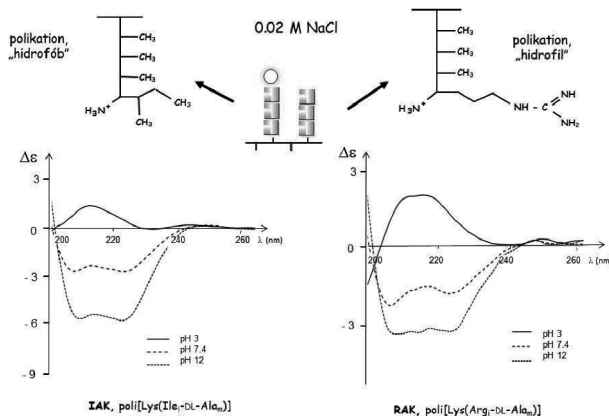 polikation,
„hidrofób"
CH₃
CH₃
CH₃
H₃N⁺
CH₃
CH₃
0.02 M NaCl
polikation,
„hidrofil"
CH₃
CH₃
H₃N⁺
NH - C
NH
NH₂
Δε
3
0
-3
-6
-9
200
220
240
260
λ (nm)
pH 3
pH 7.4
pH 12
IAK, poli[Lys(Ileᵢ-DL-Alaₘ)]
Δε
3
0
-3
200
220
240
260
λ (nm)
pH 3
pH 7.4
pH 12
RAK, poli[Lys(Argᵢ-DL-Alaₘ)]